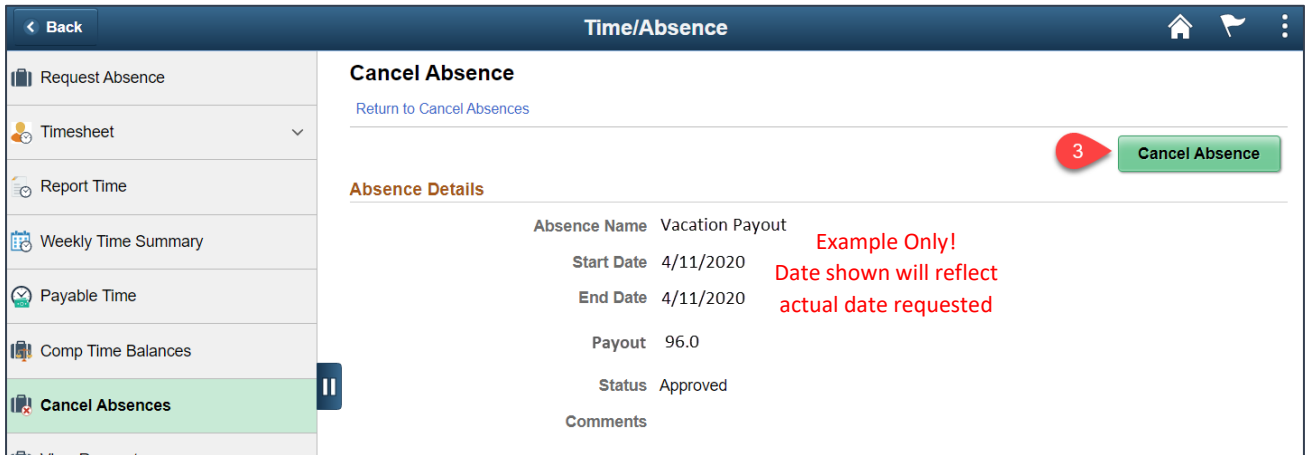 Back
Time/Absence
Request Absence
Timesheet
Report Time
Weekly Time Summary
Payable Time
Comp Time Balances
Cancel Absences
Cancel Absence
Return to Cancel Absences
3
Cancel Absence
Absence Details
Absence Name Vacation Payout
Start Date 4/11/2020
End Date 4/11/2020
Payout 96.0
Status Approved
Comments
Example Only!
Date shown will reflect
actual date requested